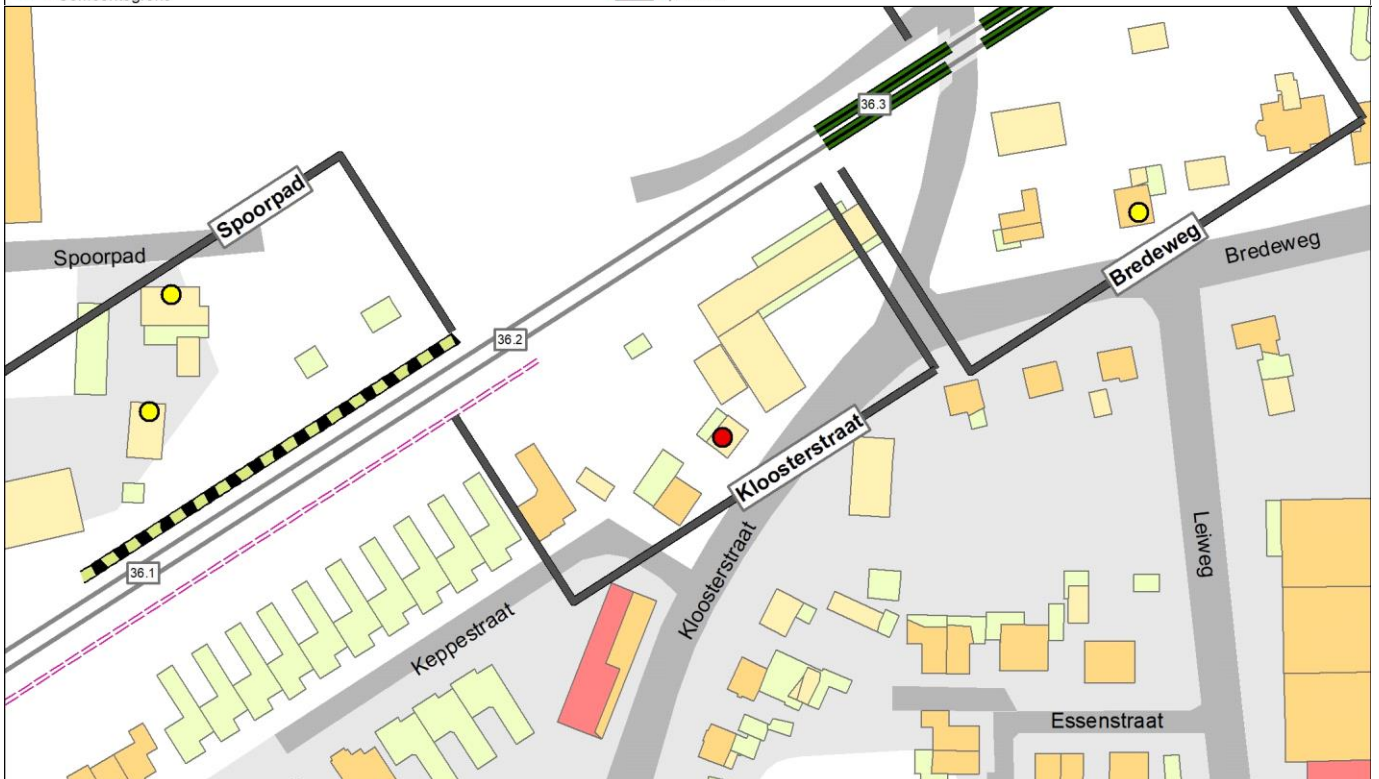 36.3
Spoorpad
Spoorpad
Bredeweg
Bredeweg
36.2
Kloosterstraat
Kloosterstraat
Leiweg
36.1
Keppestraat
Essenstraat